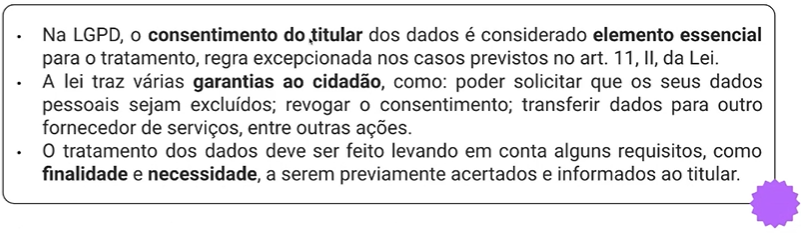 • Na LGPD, o consentimento do titular dos dados é considerado elemento essencial
para o tratamento, regra excepcionada nos casos previstos no art. 11, II, da Lei.
• A lei traz várias garantias ao cidadão, como: poder solicitar que os seus dados
pessoais sejam excluídos; revogar o consentimento; transferir dados para outro
fornecedor de serviços, entre outras ações.
• O tratamento dos dados deve ser feito levando em conta alguns requisitos, como
finalidade e necessidade, a serem previamente acertados e informados ao titular.